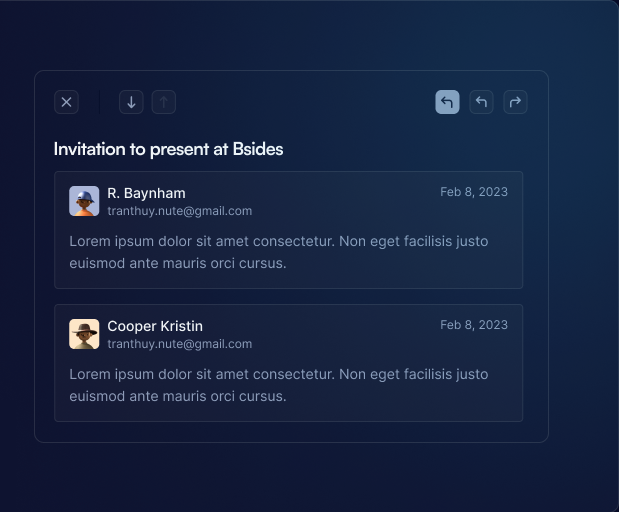 Invitation to present at Bsides
R. Baynham
Feb 8, 2023
tranthuy.nute@gmail.com
Lorem ipsum dolor sit amet consectetur. Non eget facilisis justo
euismod ante mauris orci cursus.
Cooper Kristin
Feb 8, 2023
tranthuy.nute@gmail.com
Lorem ipsum dolor sit amet consectetur. Non eget facilisis justo
euismod ante mauris orci cursus.